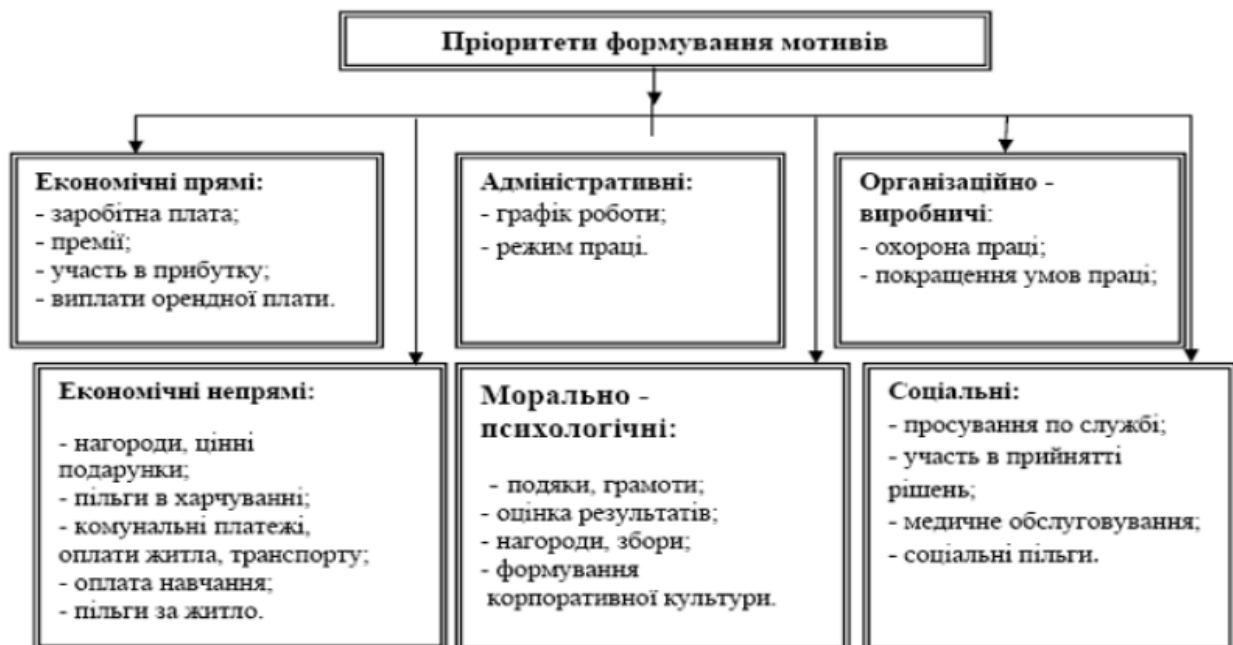 Пріоритети формування мотивів
Економічні прямі:
- заробітна плата;
- премії;
- участь в прибутку;
- виплати орендної плати.
Адміністративні:
- графік роботи;
- режим праці.
Організаційно -
виробничі:
- охорона праці;
- покращення умов праці;
Економічні непрямі:
- нагороди, цінні
подарунки;
- пільги в харчуванні;
- комунальні платежі,
оплати житла, транспорту;
- оплата навчання;
- пільги за житло.
Морально -
психологічні:
- подяки, грамоти;
- оцінка результатів;
- нагороди, збори;
- формування
корпоративної культури.
Соціальні:
- просування по службі;
- участь в прийнятті
рішень;
- медичне обслуговування;
- соціальні пільги.